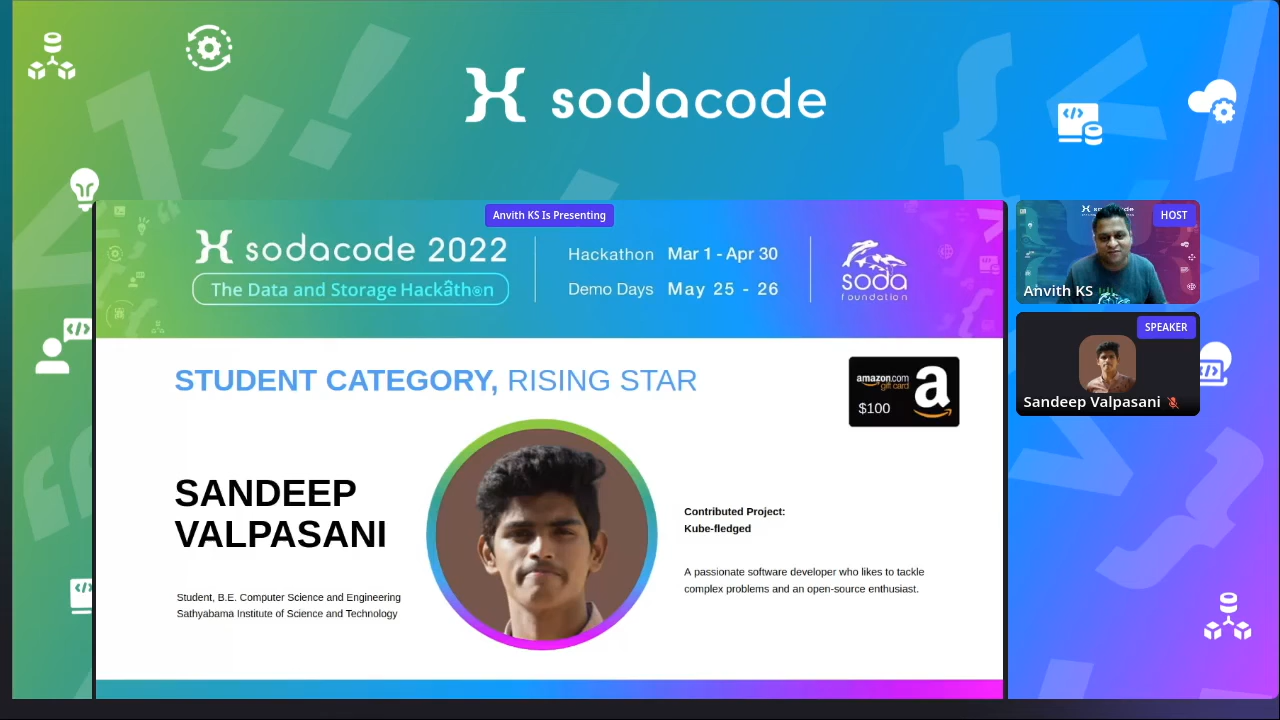 sodacode
Anvith KS Is Presenting
sodacode 2022
The Data and Storage Hackåth⊙n
Hackathon Mar 1 - Apr 30
Demo Days May 25 - 26
soda
foundation
HOST
Anvith KS
SPEAKER
Sandeep Valpasani
STUDENT CATEGORY, RISING STAR
amazon.com
gift card
a
$100
SANDEEP
VALPASANI
Student, B.E. Computer Science and Engineering
Sathyabama Institute of Science and Technology
Contributed Project:
Kube-fledged
A passionate software developer who likes to tackle
complex problems and an open-source enthusiast.